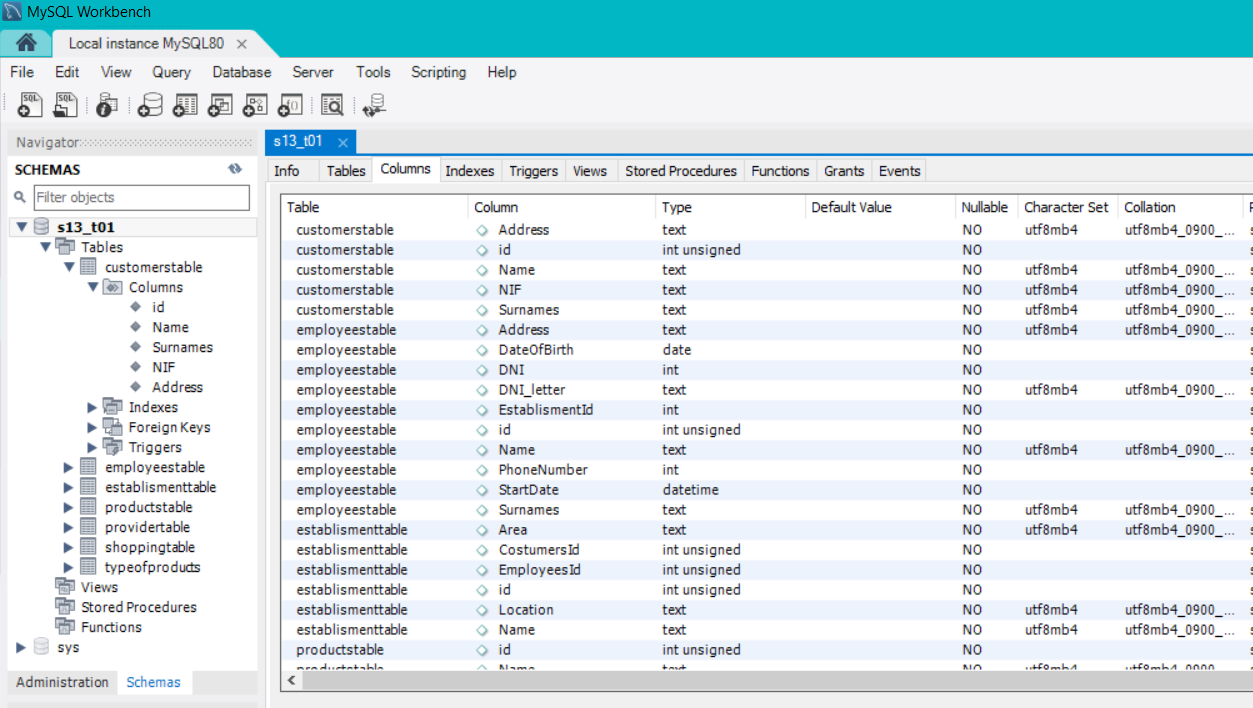 MySQL Workbench
Local instance MySQL80
File Edit View Query Database Server Tools Scripting Help
Navigator
SCHEMAS
Filter objects
s13_t01
Tables
customerstable
Columns
id
Name
Surnames
NIF
Address
Indexes
Foreign Keys
Triggers
employeestable
establismenttable
productstable
providertable
shoppingtable
typeofproducts
Views
Stored Procedures
Functions
sys
Administration Schemas
s13_t01
Info Tables Columns Indexes Triggers Views Stored Procedures Functions Grants Events
Table Column Type Default Value Nullable Character Set Collation
customerstable Address text NO utf8mb4 utf8mb4_0900_...
customerstable id int unsigned NO
customerstable Name text NO utf8mb4 utf8mb4_0900_...
customerstable NIF text NO utf8mb4 utf8mb4_0900_...
customerstable Surnames text NO utf8mb4 utf8mb4_0900_...
employeestable Address text NO utf8mb4 utf8mb4_0900_...
employeestable DateOfBirth date NO
employeestable DNI int NO
employeestable DNI_letter text NO utf8mb4 utf8mb4_0900_...
employeestable EstablismentId int NO
employeestable id int unsigned NO
employeestable Name text NO utf8mb4 utf8mb4_0900_...
employeestable PhoneNumber int NO
employeestable StartDate datetime NO
employeestable Surnames text NO utf8mb4 utf8mb4_0900_...
establismenttable Area text NO utf8mb4 utf8mb4_0900_...
establismenttable CostumersId int unsigned NO
establismenttable EmployeesId int unsigned NO
establismenttable id int unsigned NO
establismenttable Location text NO utf8mb4 utf8mb4_0900_...
establismenttable Name text NO utf8mb4 utf8mb4_0900_...
productstable id int unsigned NO
productstable Name text NO utf8mb4 utf8mb4_0900_...